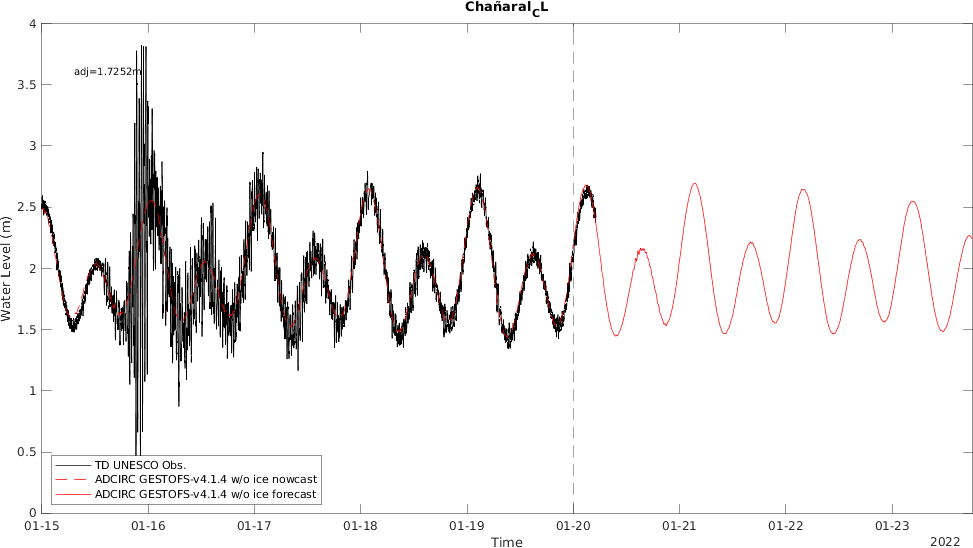 Chañaral_CL
adj=1.7252m
4
3.5
3
2.5
2
1.5
1
0.5
0
Water Level (m)
TD UNESCO Obs.
ADCIRC GESTOFS-v4.1.4 w/o ice nowcast
ADCIRC GESTOFS-v4.1.4 w/o ice forecast
01-15
01-16
01-17
01-18
01-19
01-20
01-21
01-22
01-23
Time
2022